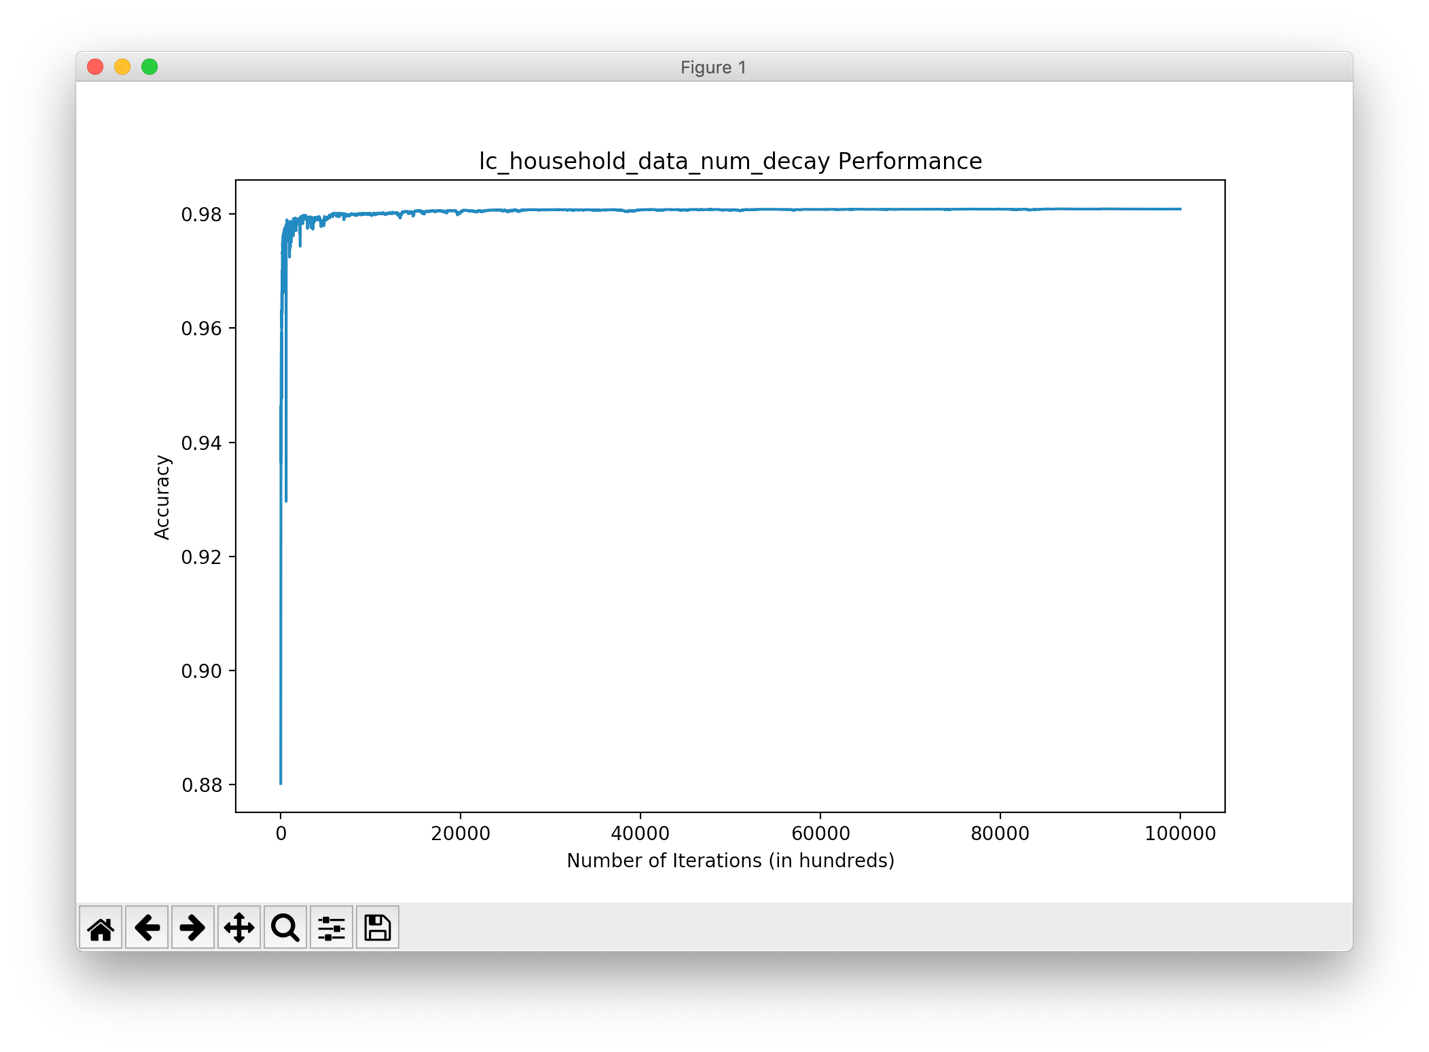 Figure 1
lc_household_data_num_decay Performance
0.98
0.96
0.94
0.92
0.90
0.88
Accuracy
0 20000 40000 60000 80000 100000
Number of Iterations (in hundreds)